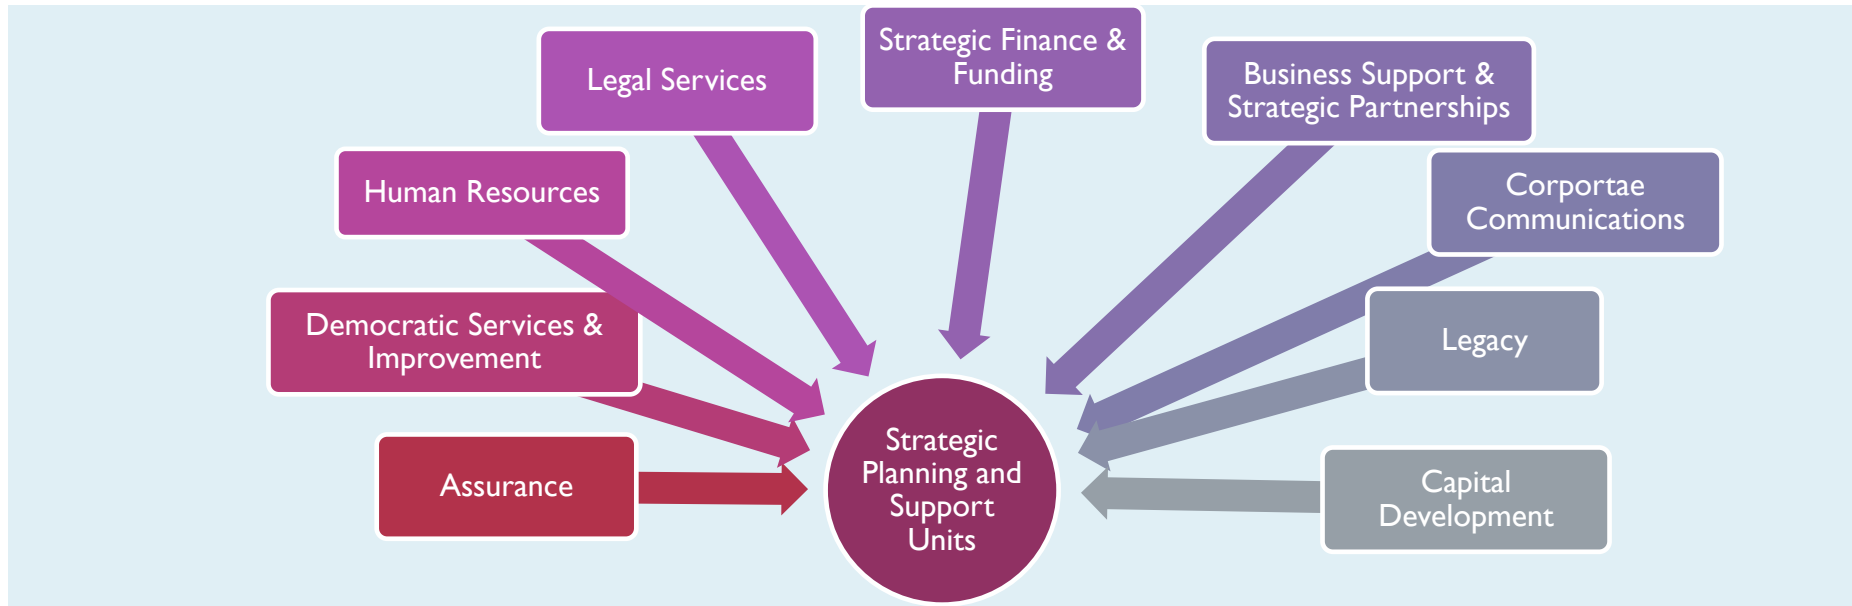 Strategic Finance &
Funding
Legal Services
Business Support &
Strategic Partnerships
Human Resources
Corportae
Communications
Democratic Services &
Improvement
Legacy
Assurance
Strategic
Planning and
Support
Units
Capital
Development